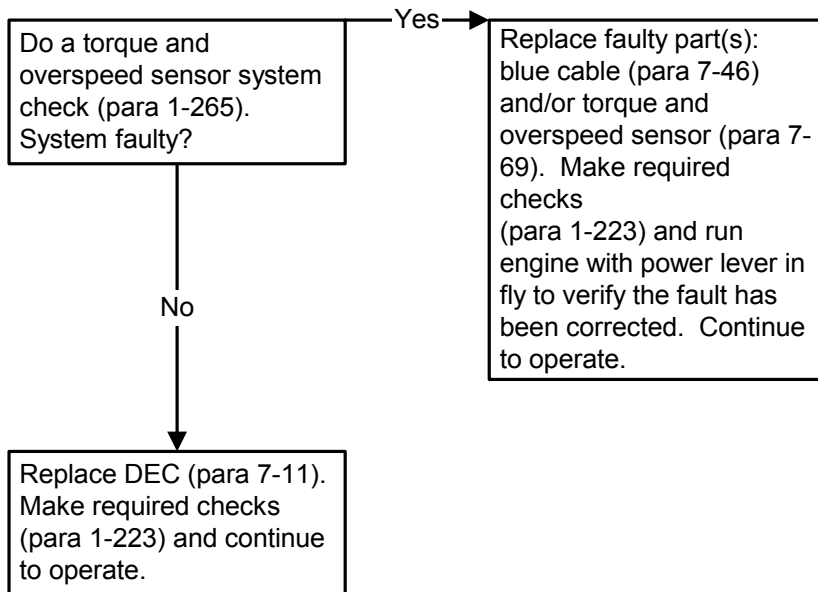 Do a torque and
overspeed sensor system
check (para 1-265).
System faulty?
Yes
Replace faulty part(s):
blue cable (para 7-46)
and/or torque and
overspeed sensor (para 7-
69).  Make required
checks
(para 1-223) and run
engine with power lever in
fly to verify the fault has
been corrected.  Continue
to operate.
No
Replace DEC (para 7-11).
Make required checks
(para 1-223) and continue
to operate.